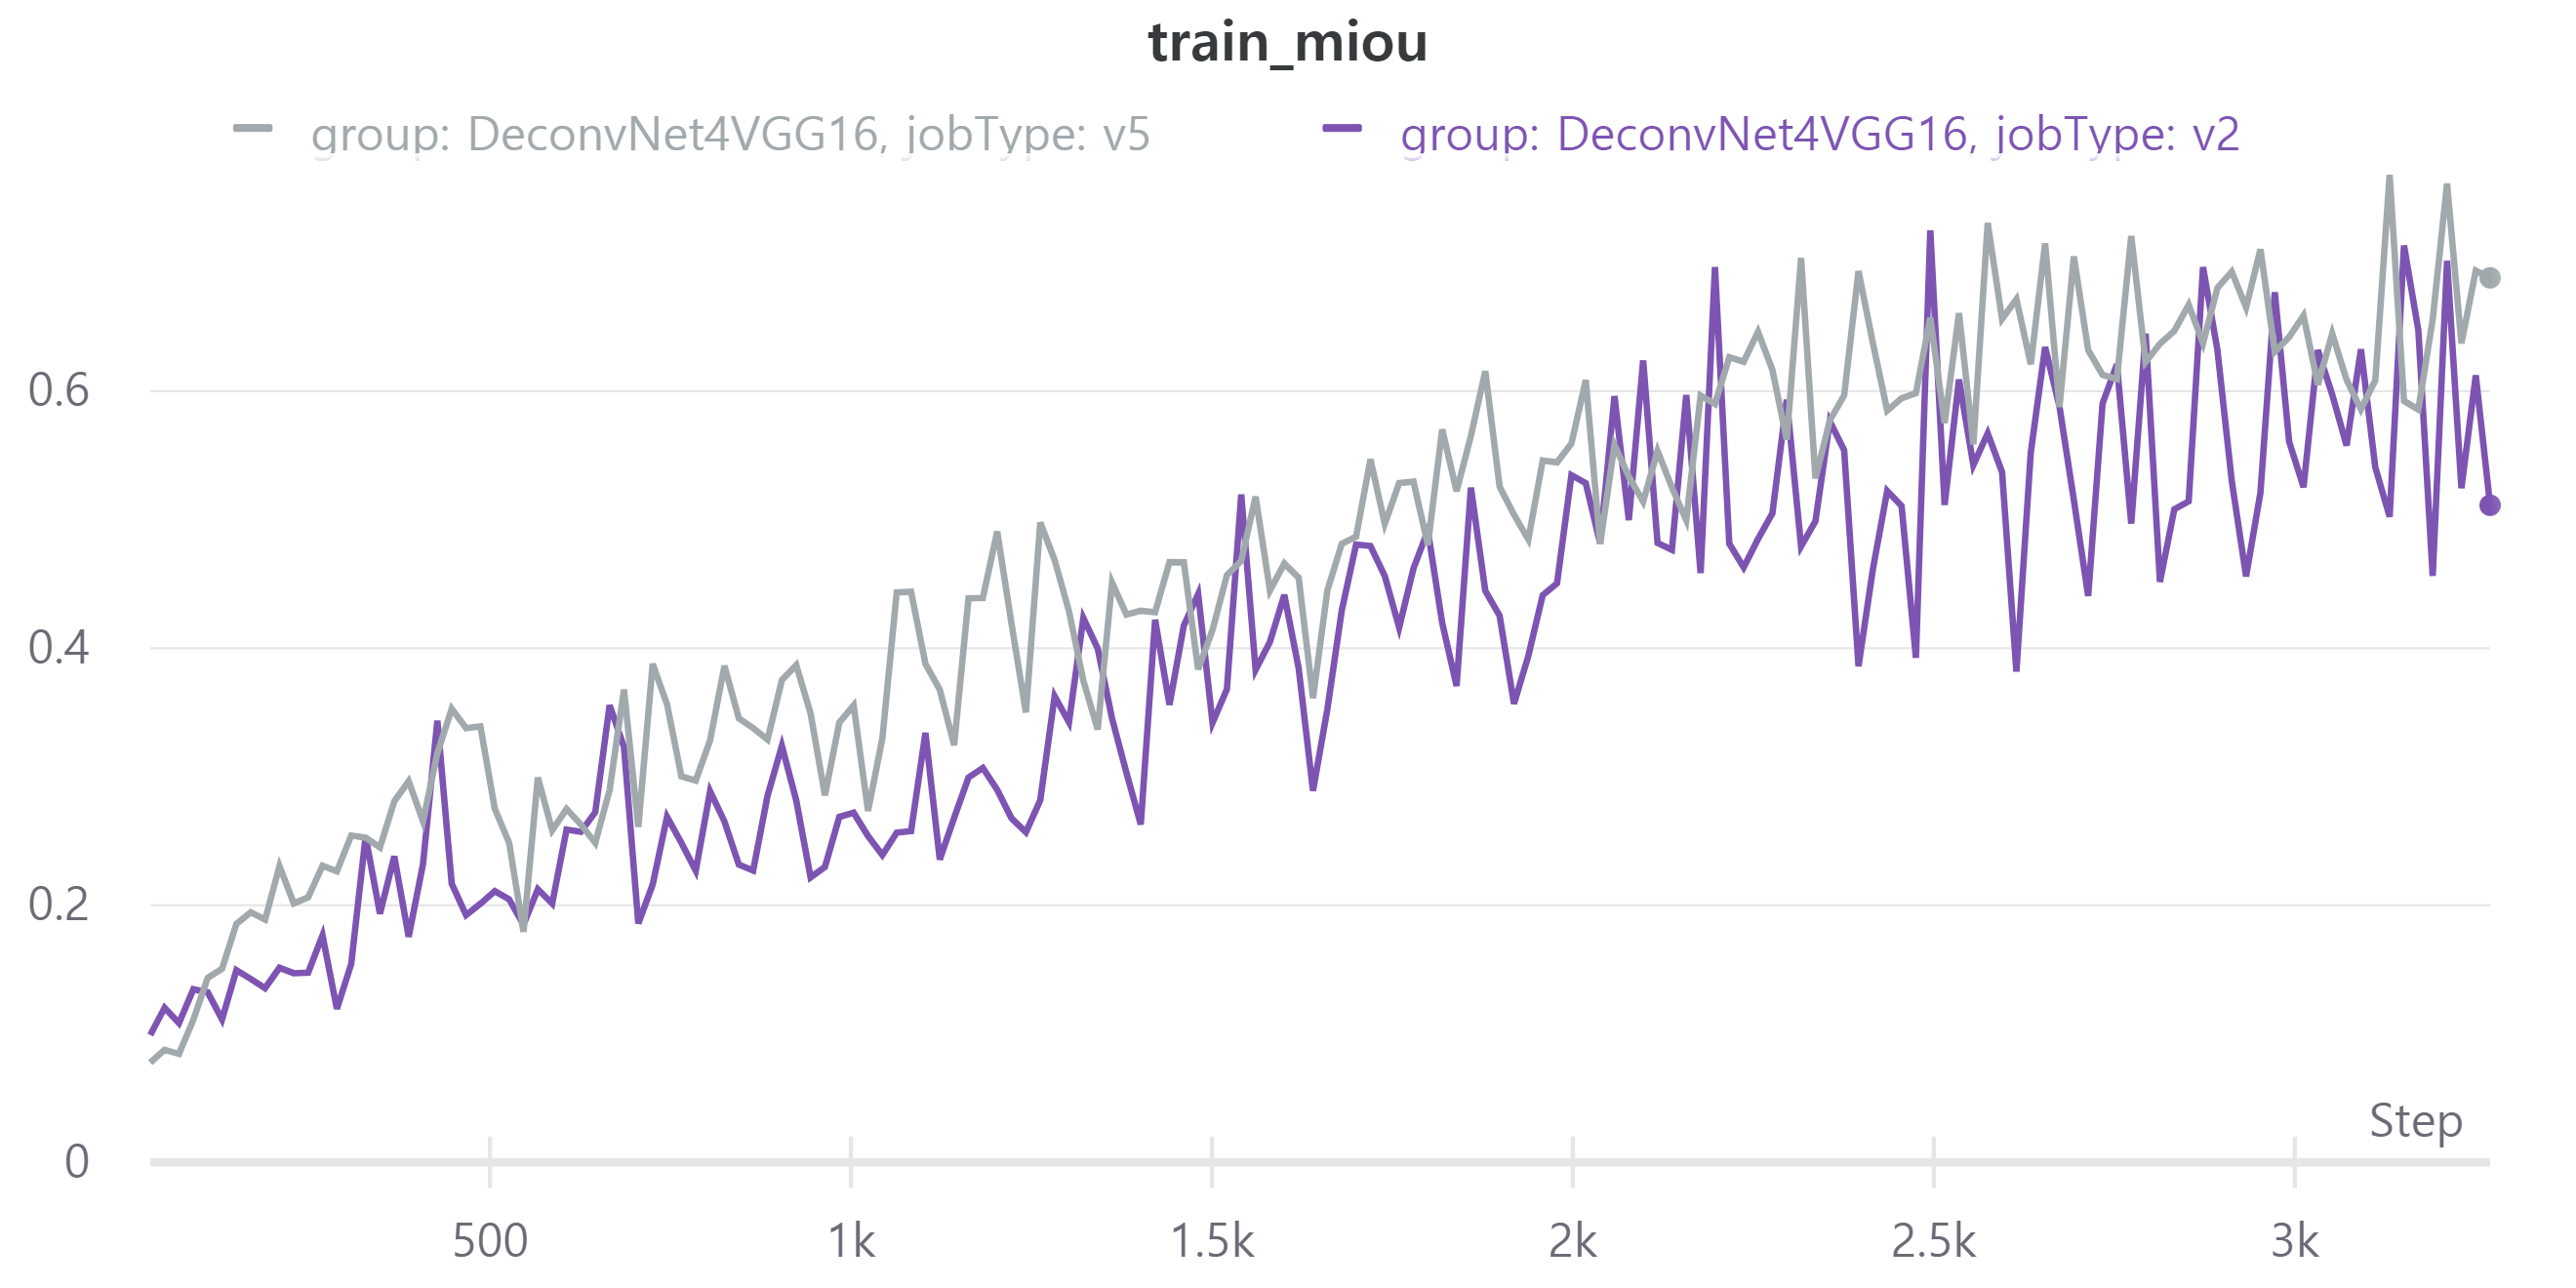 train_miou
group: DeconvNet4VGG16, jobType: v5 group: DeconvNet4VGG16, jobType: v2
0.6
0.4
0.2
Step
0
500 1k 1.5k 2k 2.5k 3k